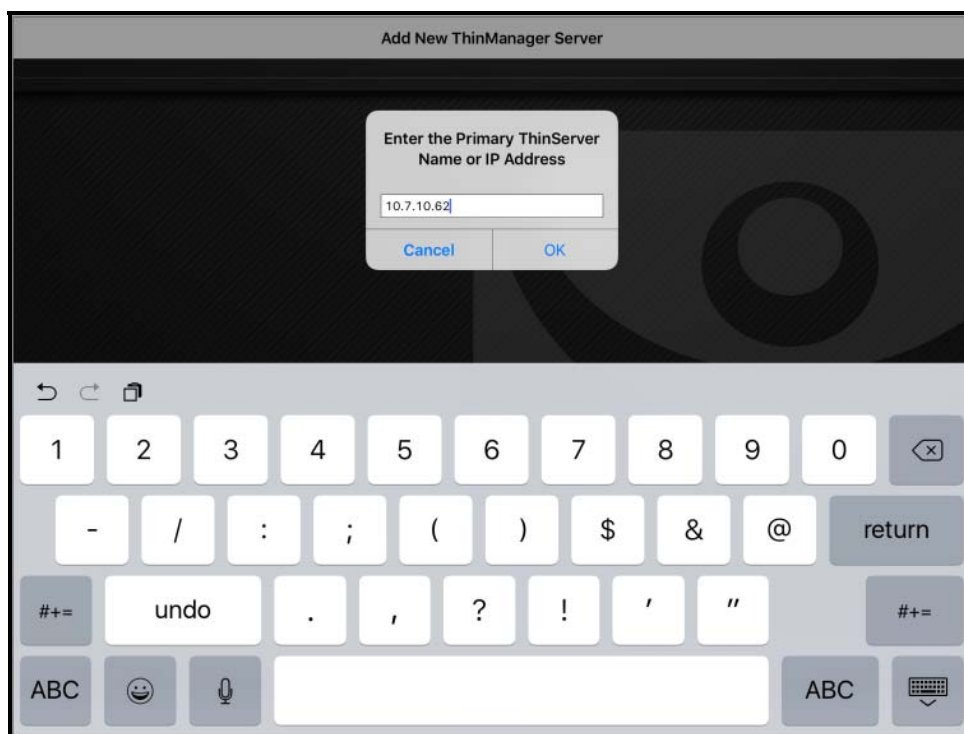 Add New ThinManager Server
Enter the Primary ThinServer
Name or IP Address
10.7.10.62
Cancel OK
1 2 3 4 5 6 7 8 9 0
- / : ; ( ) $ & @ return
#+= undo . , ? ! ' " #+=
ABC ABC